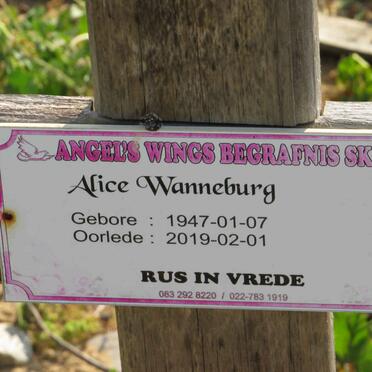 ANGEL'S WINGS BEGRAFNIS SK
Alice Wanneburg
Gebore : 1947-01-07
Oorlede : 2019-02-01
RUS IN VREDE
083 292 8220 / 022-783 1919